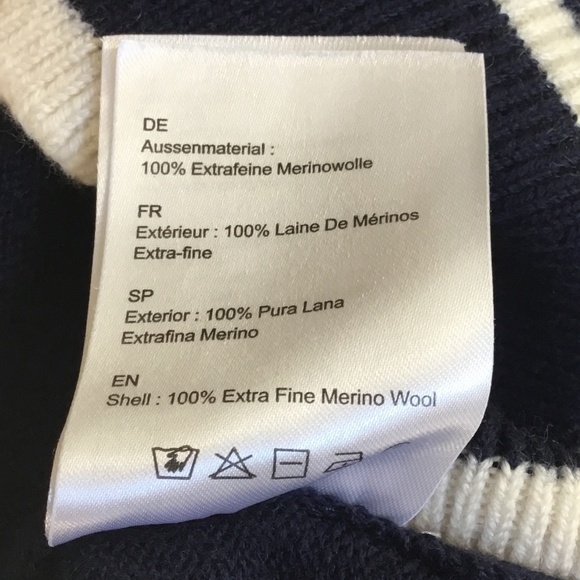 DE
Aussenmaterial :
100% Extrafeine Merinowolle
FR
Extérieur : 100% Laine De Mérinos
Extra-fine
SP
Exterior : 100% Pura Lana
Extrafina Merino
EN
Shell : 100% Extra Fine Merino Wool